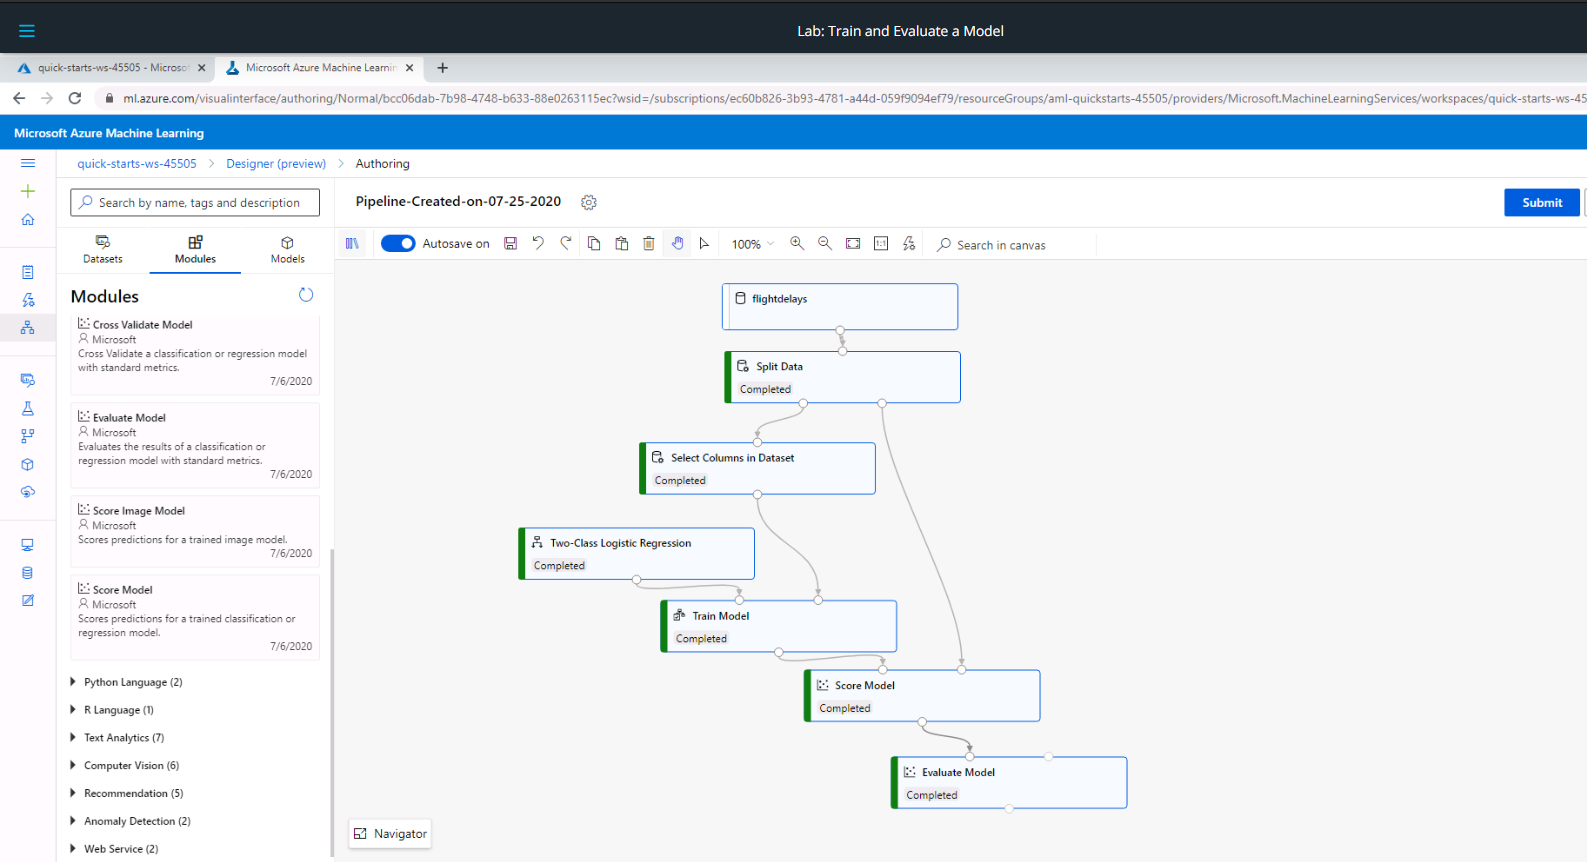 Lab: Train and Evaluate a Model
quick-starts-ws-45505 - Microsof
Microsoft Azure Machine Learnin
ml.azure.com/visualinterface/authoring/Normal/bcc06dab-7b98-4748-b633-88e0263115ec?wsid=/subscriptions/ec60b826-3b93-4781-a44d-059f9094ef79/resourceGroups/aml-quickstarts-45505/providers/Microsoft.MachineLearningServices/workspaces/quick-starts-ws-45
Microsoft Azure Machine Learning
quick-starts-ws-45505 > Designer (preview) > Authoring
Search by name, tags and description
Pipeline-Created-on-07-25-2020
Submit
Datasets
Modules
Models
Autosave on
100%
1:1
Search in canvas
Modules
Cross Validate Model
Microsoft
Cross Validate a classification or regression model
with standard metrics.
7/6/2020
Evaluate Model
Microsoft
Evaluates the results of a classification or
regression model with standard metrics.
7/6/2020
Score Image Model
Microsoft
Scores predictions for a trained image model.
7/6/2020
Score Model
Microsoft
Scores predictions for a trained classification or
regression model.
7/6/2020
Python Language (2)
R Language (1)
Text Analytics (7)
Computer Vision (6)
Recommendation (5)
Anomaly Detection (2)
Web Service (2)
flightdelays
Split Data
Completed
Select Columns in Dataset
Completed
Two-Class Logistic Regression
Completed
Train Model
Completed
Score Model
Completed
Evaluate Model
Completed
Navigator